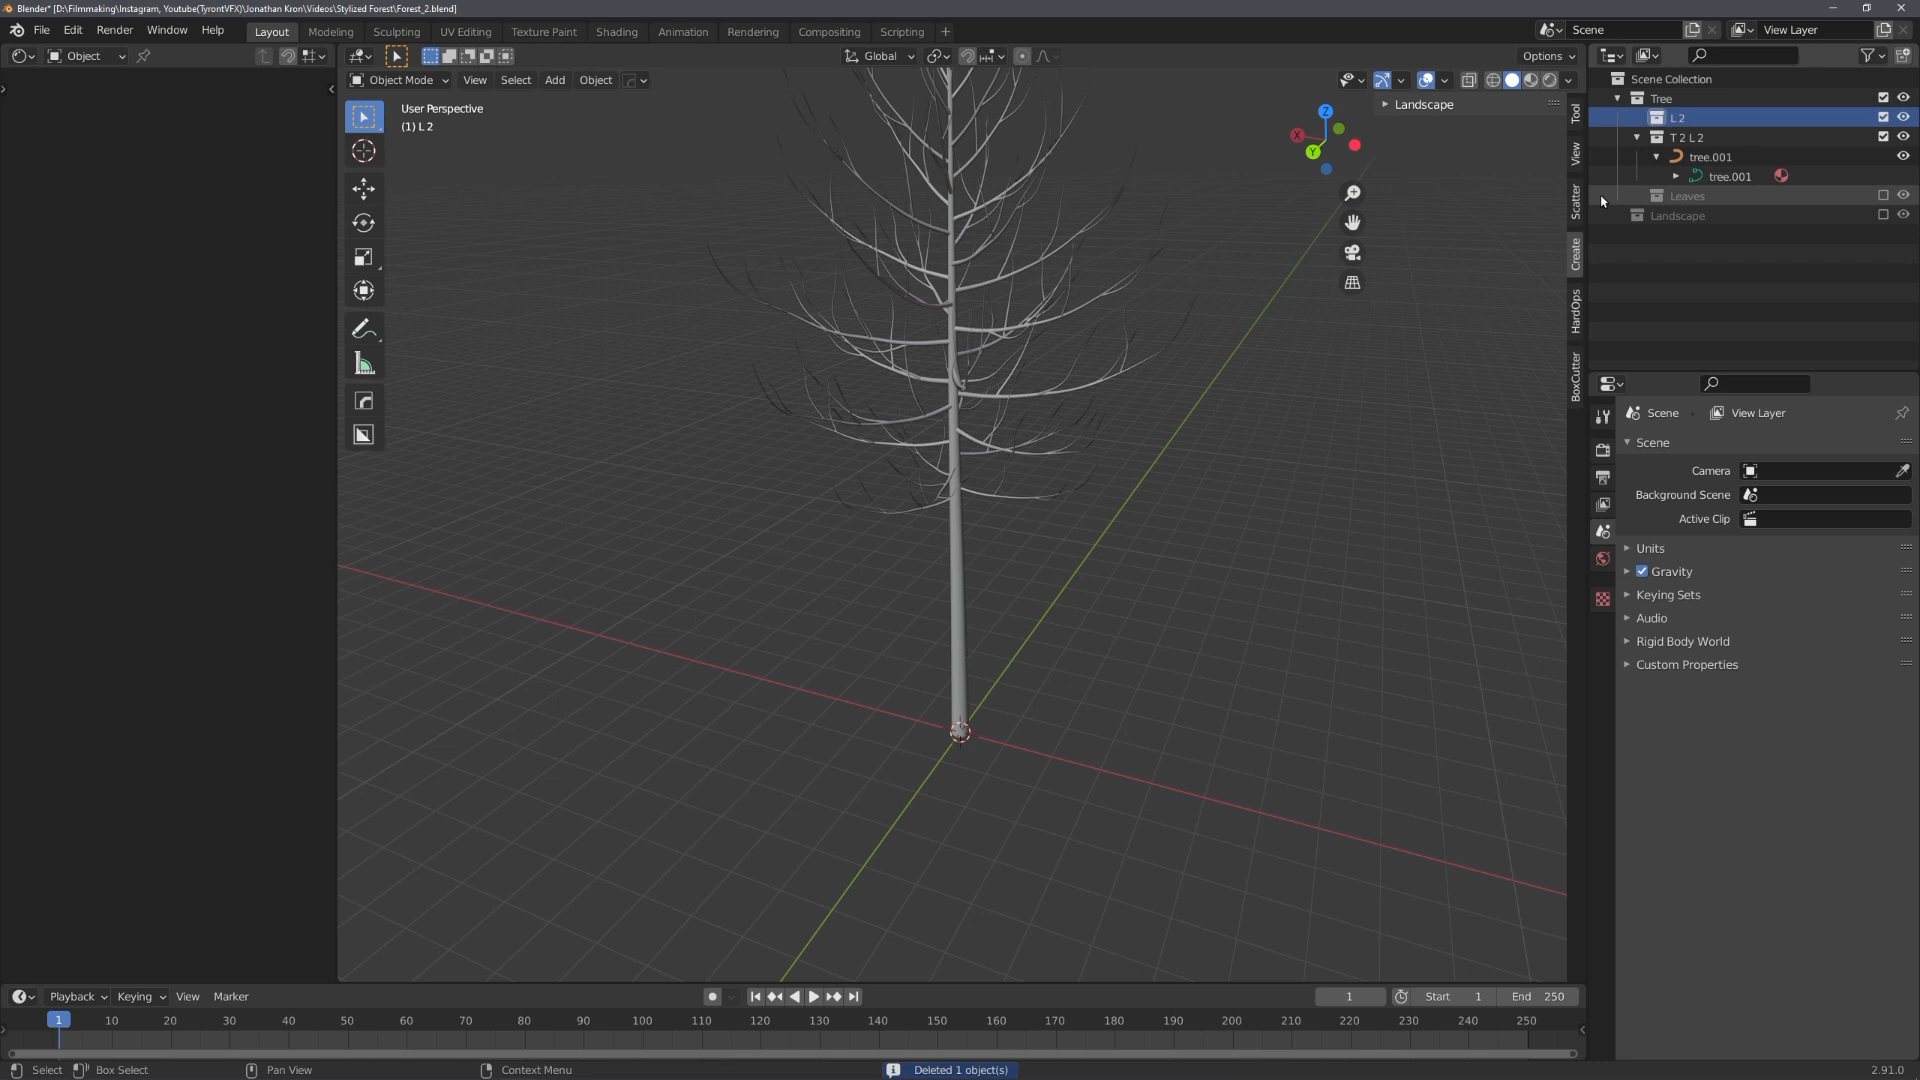 Blender* [D:\Filmmaking\Instagram, Youtube(TyrontVFX)\Jonathan Kron\Videos\Stylized Forest\Forest_2.blend]
File Edit Render Window Help Layout Modeling Sculpting UV Editing Texture Paint Shading Animation Rendering Compositing Scripting + Scene View Layer
Object Global Options
Object Mode View Select Add Object
User Perspective
(1) L 2
Landscape
X Y Z
Tool
View
Scatter
Create
HardOps
BoxCutter
Scene Collection
Tree
L 2
T 2 L 2
tree.001
tree.001
Leaves
Landscape
Scene View Layer
Scene
Camera
Background Scene
Active Clip
Units
Gravity
Keying Sets
Audio
Rigid Body World
Custom Properties
Playback Keying View Marker 1 Start 1 End 250
1 10 20 30 40 50 60 70 80 90 100 110 120 130 140 150 160 170 180 190 200 210 220 230 240 250
Select Box Select Pan View Context Menu Deleted 1 object(s) 2.91.0